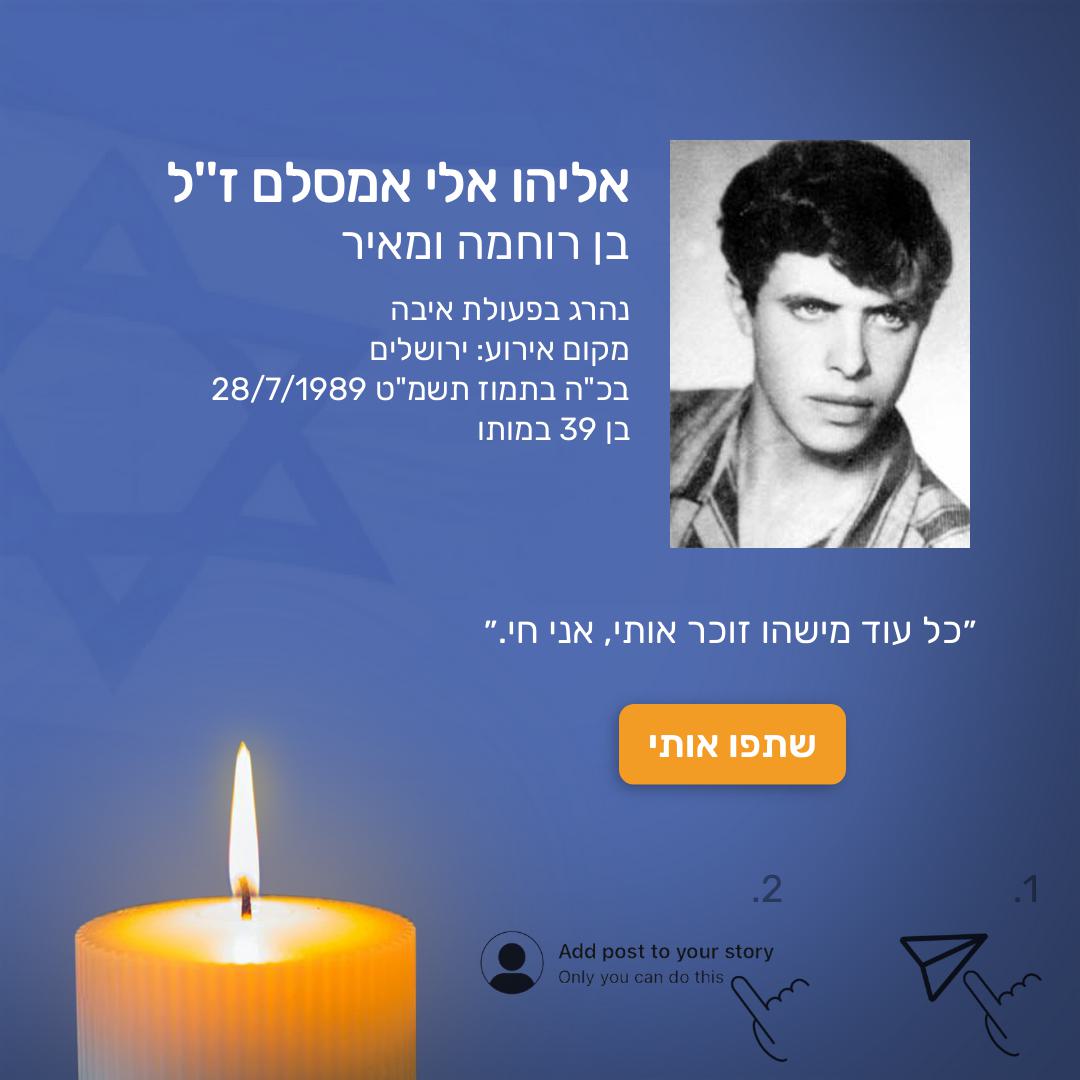 אליהו אלי אמסלם ז"ל
בן רוחמה ומאיר
נהרג בפעולת איבה
מקום אירוע: ירושלים
בכ"ה בתמוז תשמ"ט 28/7/1989
בן 39 במותו
״כל עוד מישהו זוכר אותי, אני חי.״
שתפו אותי
1.
2.
Add post to your story
Only you can do this